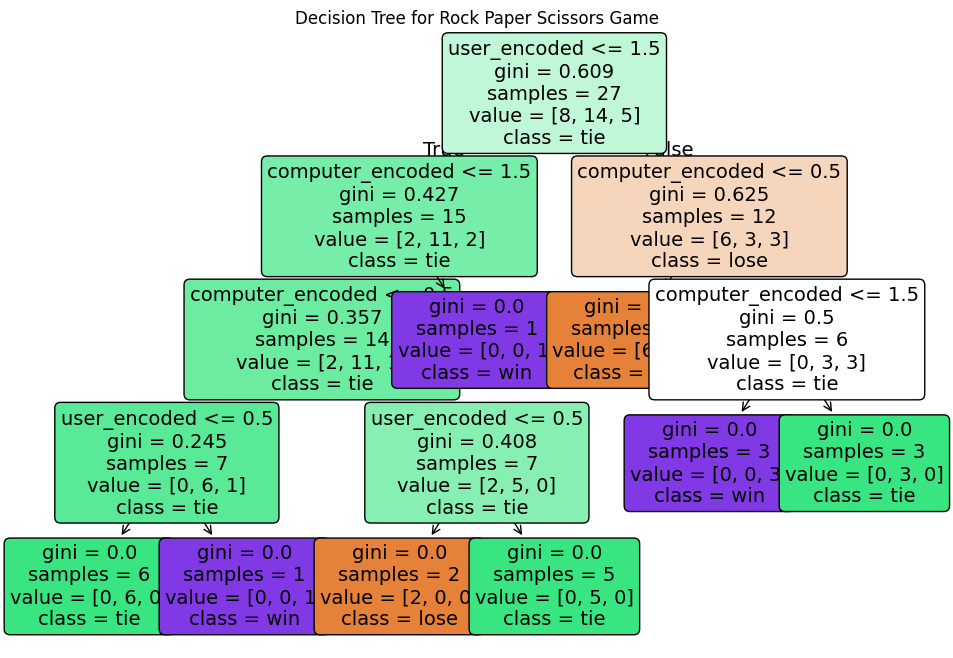 Decision Tree for Rock Paper Scissors Game
user_encoded <= 1.5
gini = 0.609
samples = 27
value = [8, 14, 5]
class = tie
computer_encoded <= 1.5
gini = 0.427
samples = 15
value = [2, 11, 2]
class = tie
computer_encoded <= 0.5
gini = 0.625
samples = 12
value = [6, 3, 3]
class = lose
computer_encoded
gini = 0.357
samples = 14
value = [2, 11,
class = tie
gini = 0.0
samples = 1
value = [0, 0, 1
class = win
gini =
samples
value = [6
class =
computer_encoded <= 1.5
gini = 0.5
samples = 6
value = [0, 3, 3]
class = tie
user_encoded <= 0.5
gini = 0.245
samples = 7
value = [0, 6, 1]
class = tie
user_encoded <= 0.5
gini = 0.408
samples = 7
value = [2, 5, 0]
class = tie
gini = 0.0
samples = 3
value = [0, 0, 3
class = win
gini = 0.0
samples = 3
value = [0, 3, 0]
class = tie
gini = 0.0
samples = 6
value = [0, 6, 0
class = tie
gini = 0.0
samples = 1
value = [0, 0, 1
class = win
gini = 0.0
samples = 2
value = [2, 0, 0
class = lose
gini = 0.0
samples = 5
value = [0, 5, 0]
class = tie